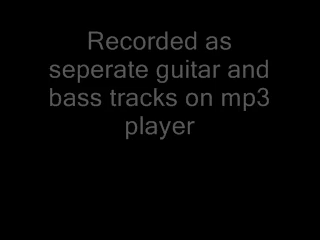 Recorded as
seperate guitar and
bass tracks on mp3
player